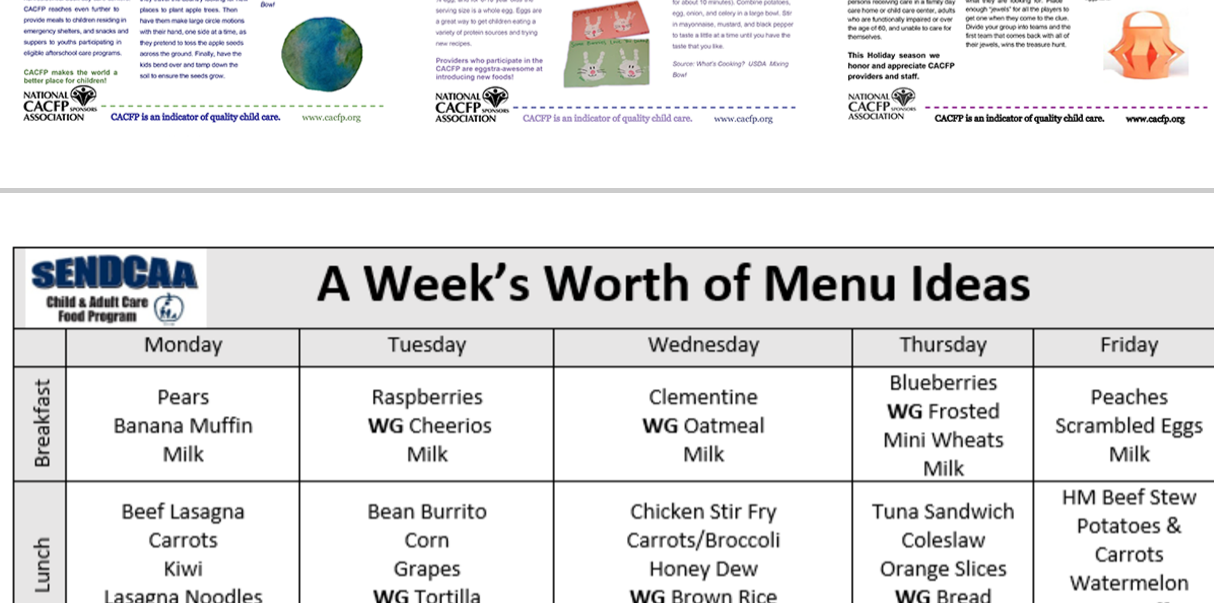 Bowl
CACFP reaches even further to
provide meals to children residing in
emergency shelters, and snacks and
suppers to youths participating in
eligible afterschool care programs.
CACFP makes the world a
better place for children!
places to plant apple trees. Then
have them make large circle motions
with their hand, one side at a time, as
they pretend to toss the apple seeds
across the ground. Finally, have the
kids bend over and tamp down the
soil to ensure the seeds grow.
NATIONAL
CACFP SPONSORS
ASSOCIATION
CACFP is an indicator of quality child care. www.cacfp.org
serving size is a whole egg. Eggs are
a great way to get children eating a
variety of protein sources and trying
new recipes.
Providers who participate in the
CACFP are eggstra-awesome at
introducing new foods!
for about 10 minutes). Combine potatoes,
egg, onion, and celery in a large bowl. Stir
in mayonnaise, mustard, and black pepper
to taste a little at a time until you have the
taste that you like.
Source: What's Cooking? USDA Mixing
Bowl
NATIONAL
CACFP SPONSORS
ASSOCIATION
CACFP is an indicator of quality child care. www.cacfp.org
persons receiving care in a family day
care home or child care center, adults
who are functionally impaired or over
the age of 60, and unable to care for
themselves.
This Holiday season we
honor and appreciate CACFP
providers and staff.
what they are looking for. Place
enough "jewels" for all the players to
get one when they come to the clue.
Divide your group into teams and the
first team that comes back with all of
their jewels, wins the treasure hunt.
NATIONAL
CACFP SPONSORS
ASSOCIATION
CACFP is an indicator of quality child care. www.cacfp.org
SENDCAA
Child & Adult Care
Food Program
A Week's Worth of Menu Ideas
Monday Tuesday Wednesday Thursday Friday
Breakfast
Pears
Banana Muffin
Milk
Raspberries
WG Cheerios
Milk
Clementine
WG Oatmeal
Milk
Blueberries
WG Frosted
Mini Wheats
Milk
Peaches
Scrambled Eggs
Milk
Lunch
Beef Lasagna
Carrots
Kiwi
Lasagna Noodles
Bean Burrito
Corn
Grapes
WG Tortilla
Chicken Stir Fry
Carrots/Broccoli
Honey Dew
WG Brown Rice
Tuna Sandwich
Coleslaw
Orange Slices
WG Bread
HM Beef Stew
Potatoes &
Carrots
Watermelon